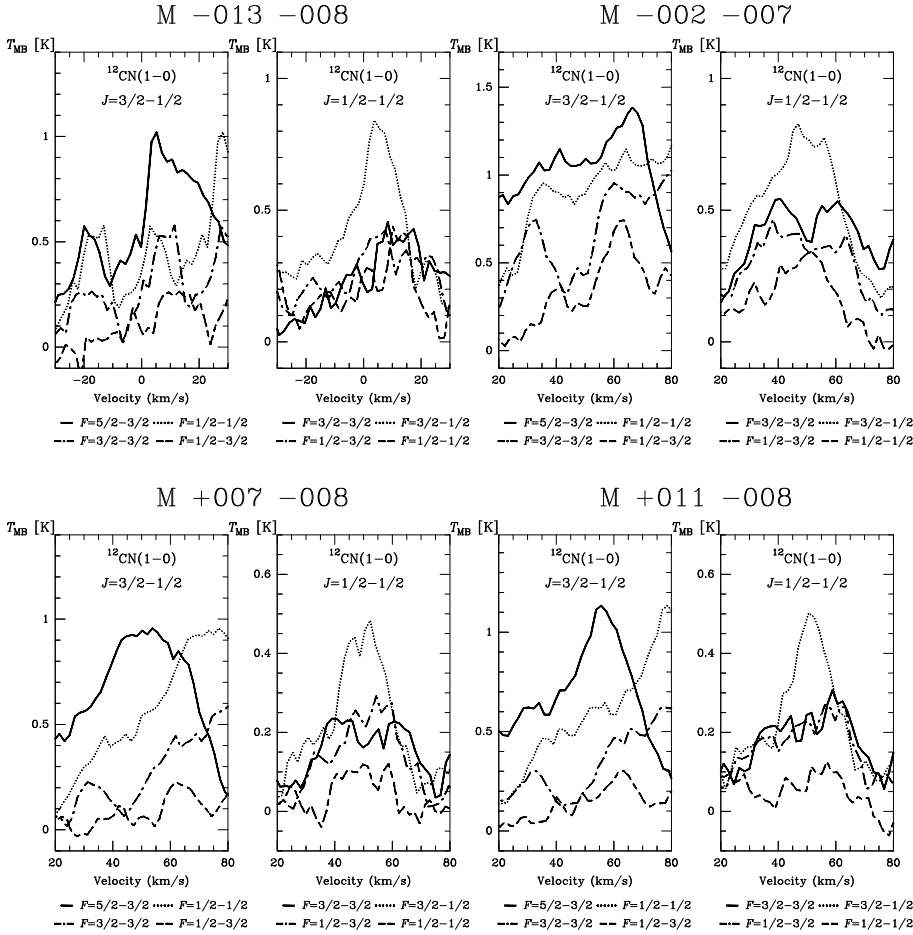 M −013 −008
M −002 −007
T_MB [K]
T_MB [K]
T_MB [K]
T_MB [K]
¹²CN(1−0)
J=3/2−1/2
¹²CN(1−0)
J=1/2−1/2
¹²CN(1−0)
J=3/2−1/2
¹²CN(1−0)
J=1/2−1/2
1
0.5
0
1
0.5
0
1.5
1
0.5
0
1
0.5
0
−20 0 20
−20 0 20
20 40 60 80
20 40 60 80
Velocity (km/s)
Velocity (km/s)
Velocity (km/s)
Velocity (km/s)
F=5/2−3/2 F=1/2−1/2
F=3/2−3/2 F=1/2−3/2
F=3/2−3/2 F=3/2−1/2
F=1/2−3/2 F=1/2−1/2
F=5/2−3/2 F=1/2−1/2
F=3/2−3/2 F=1/2−3/2
F=3/2−3/2 F=3/2−1/2
F=1/2−3/2 F=1/2−1/2
M +007 −008
M +011 −008
T_MB [K]
T_MB [K]
T_MB [K]
T_MB [K]
¹²CN(1−0)
J=3/2−1/2
¹²CN(1−0)
J=1/2−1/2
¹²CN(1−0)
J=3/2−1/2
¹²CN(1−0)
J=1/2−1/2
1
0.5
0
0.6
0.4
0.2
0
1
0.5
0
0.6
0.4
0.2
0
20 40 60 80
20 40 60 80
20 40 60 80
20 40 60 80
Velocity (km/s)
Velocity (km/s)
Velocity (km/s)
Velocity (km/s)
F=5/2−3/2 F=1/2−1/2
F=3/2−3/2 F=1/2−3/2
F=3/2−3/2 F=3/2−1/2
F=1/2−3/2 F=1/2−1/2
F=5/2−3/2 F=1/2−1/2
F=3/2−3/2 F=1/2−3/2
F=3/2−3/2 F=3/2−1/2
F=1/2−3/2 F=1/2−1/2